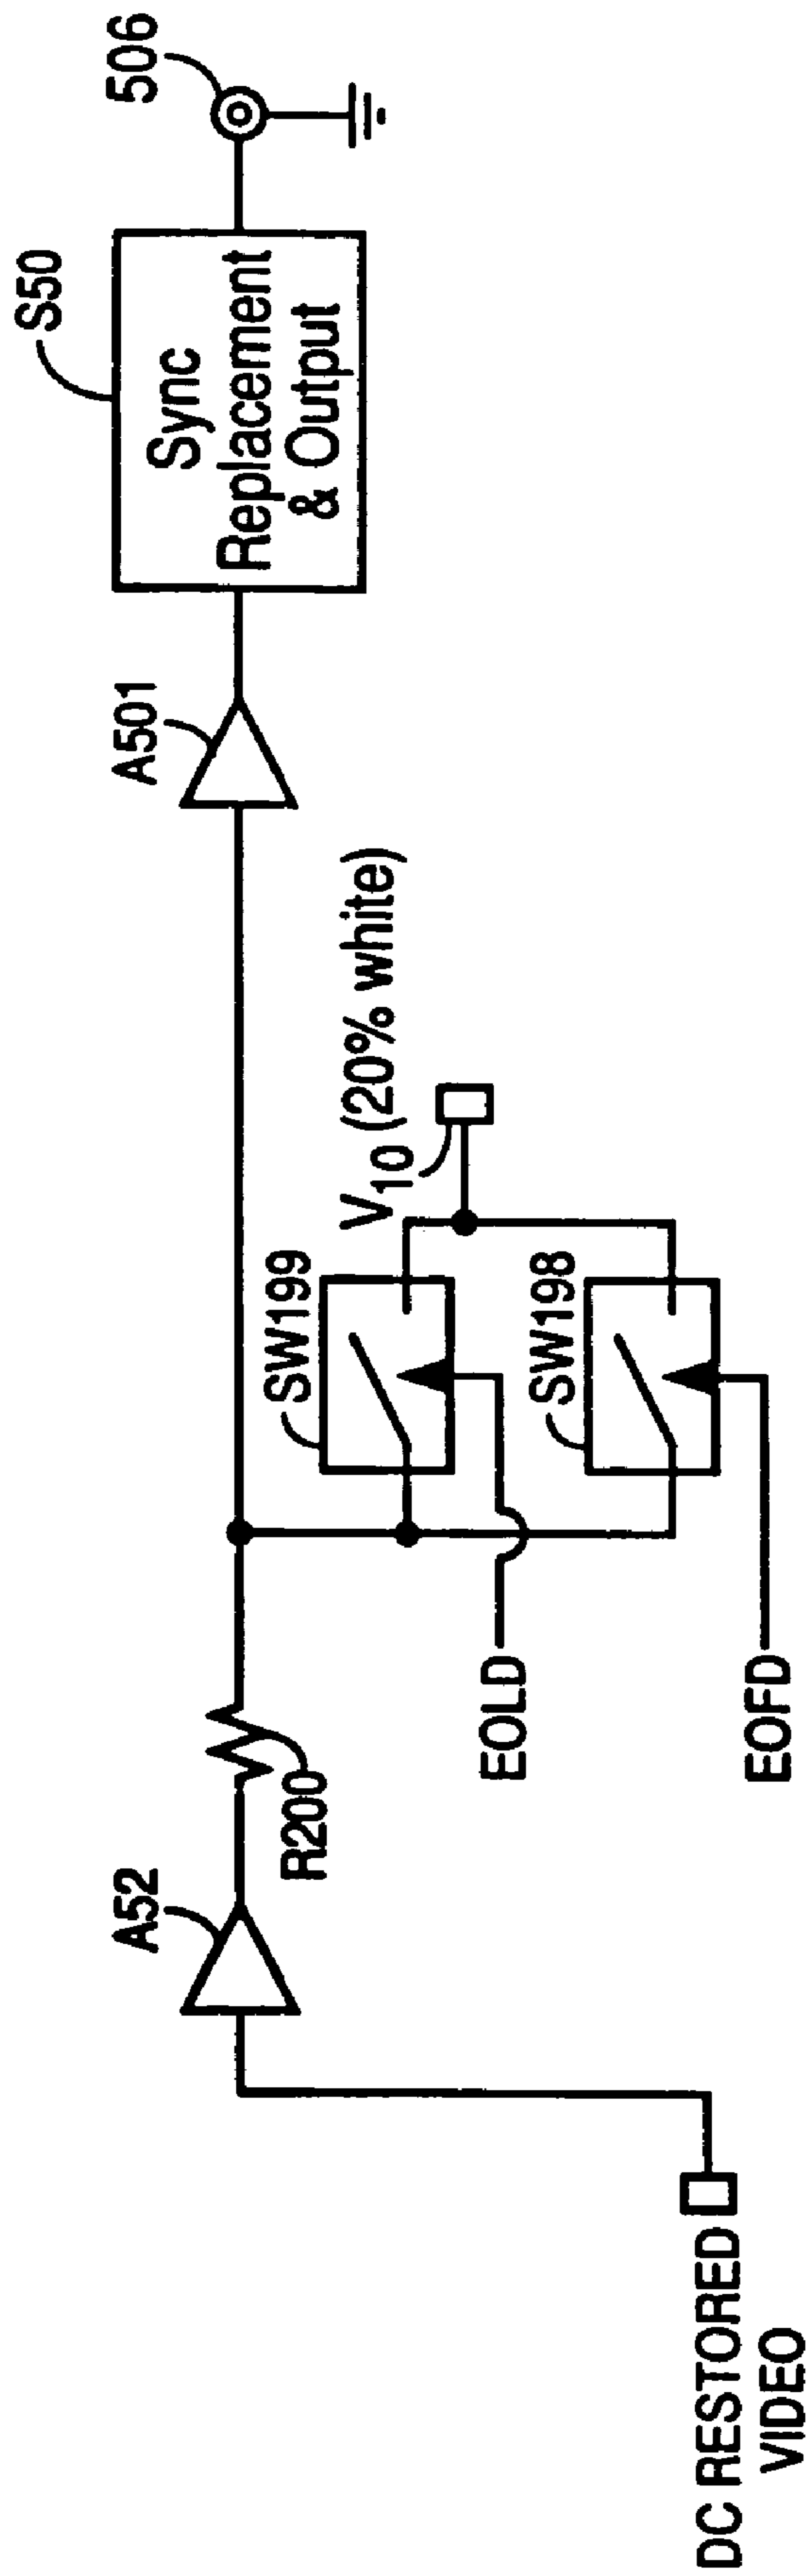 DC RESTORED
VIDEO
A52
R200
EOLD
EOFD
SW199
SW198
V10 (20% white)
A501
S50
Sync
Replacement
& Output
506